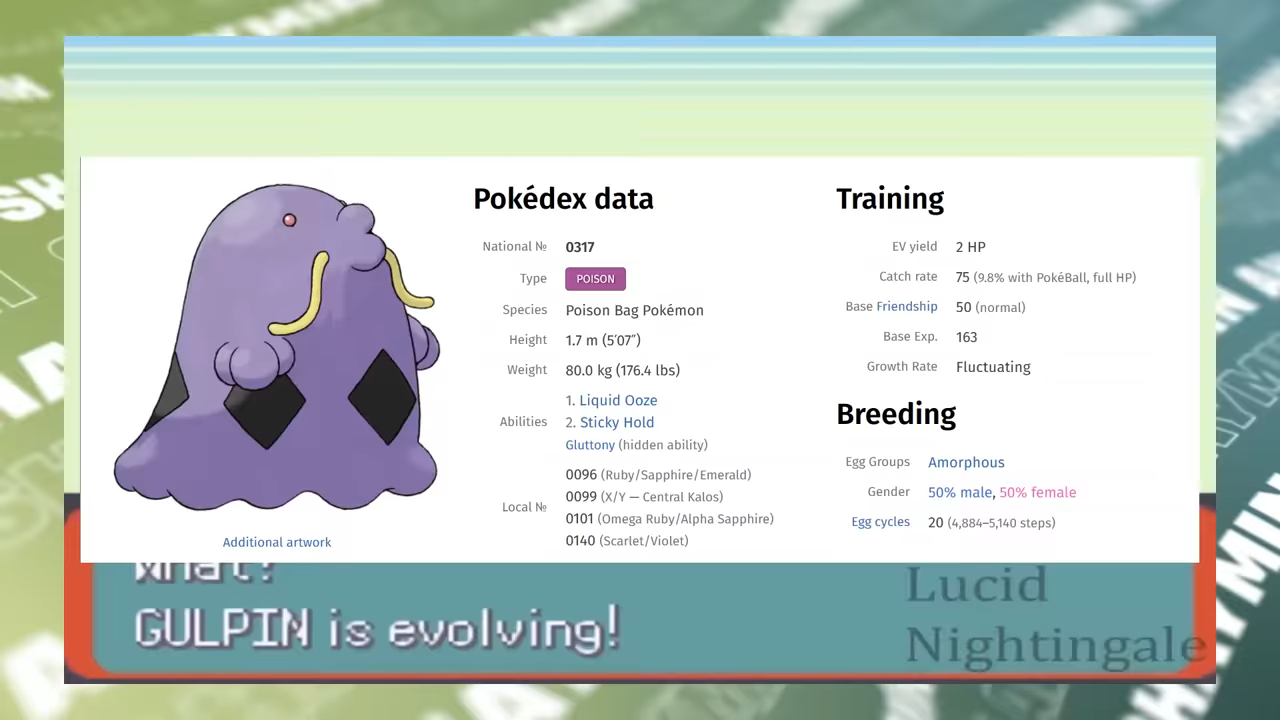 Pokédex data
National № 0317
Type POISON
Species Poison Bag Pokémon
Height 1.7 m (5′07″)
Weight 80.0 kg (176.4 lbs)
Abilities 1. Liquid Ooze
2. Sticky Hold
Gluttony (hidden ability)
Local № 0096 (Ruby/Sapphire/Emerald)
0099 (X/Y — Central Kalos)
0101 (Omega Ruby/Alpha Sapphire)
0140 (Scarlet/Violet)
Additional artwork
Training
EV yield 2 HP
Catch rate 75 (9.8% with PokéBall, full HP)
Base Friendship 50 (normal)
Base Exp. 163
Growth Rate Fluctuating
Breeding
Egg Groups Amorphous
Gender 50% male, 50% female
Egg cycles 20 (4,884–5,140 steps)
What?
GULPIN is evolving!
Lucid
Nightingale